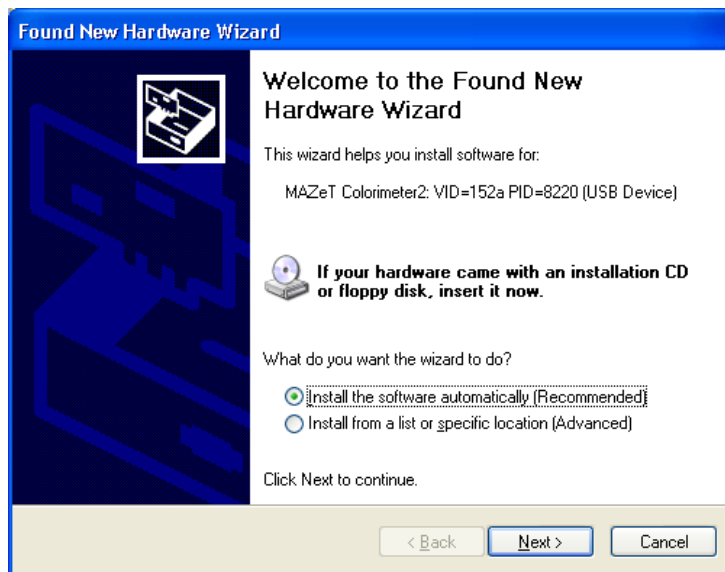 Found New Hardware Wizard
Welcome to the Found New
Hardware Wizard
This wizard helps you install software for:
MAZeT Colorimeter2: VID=152a PID=8220 (USB Device)
If your hardware came with an installation CD
or floppy disk, insert it now.
What do you want the wizard to do?
Install the software automatically (Recommended)
Install from a list or specific location (Advanced)
Click Next to continue.
< Back
Next >
Cancel